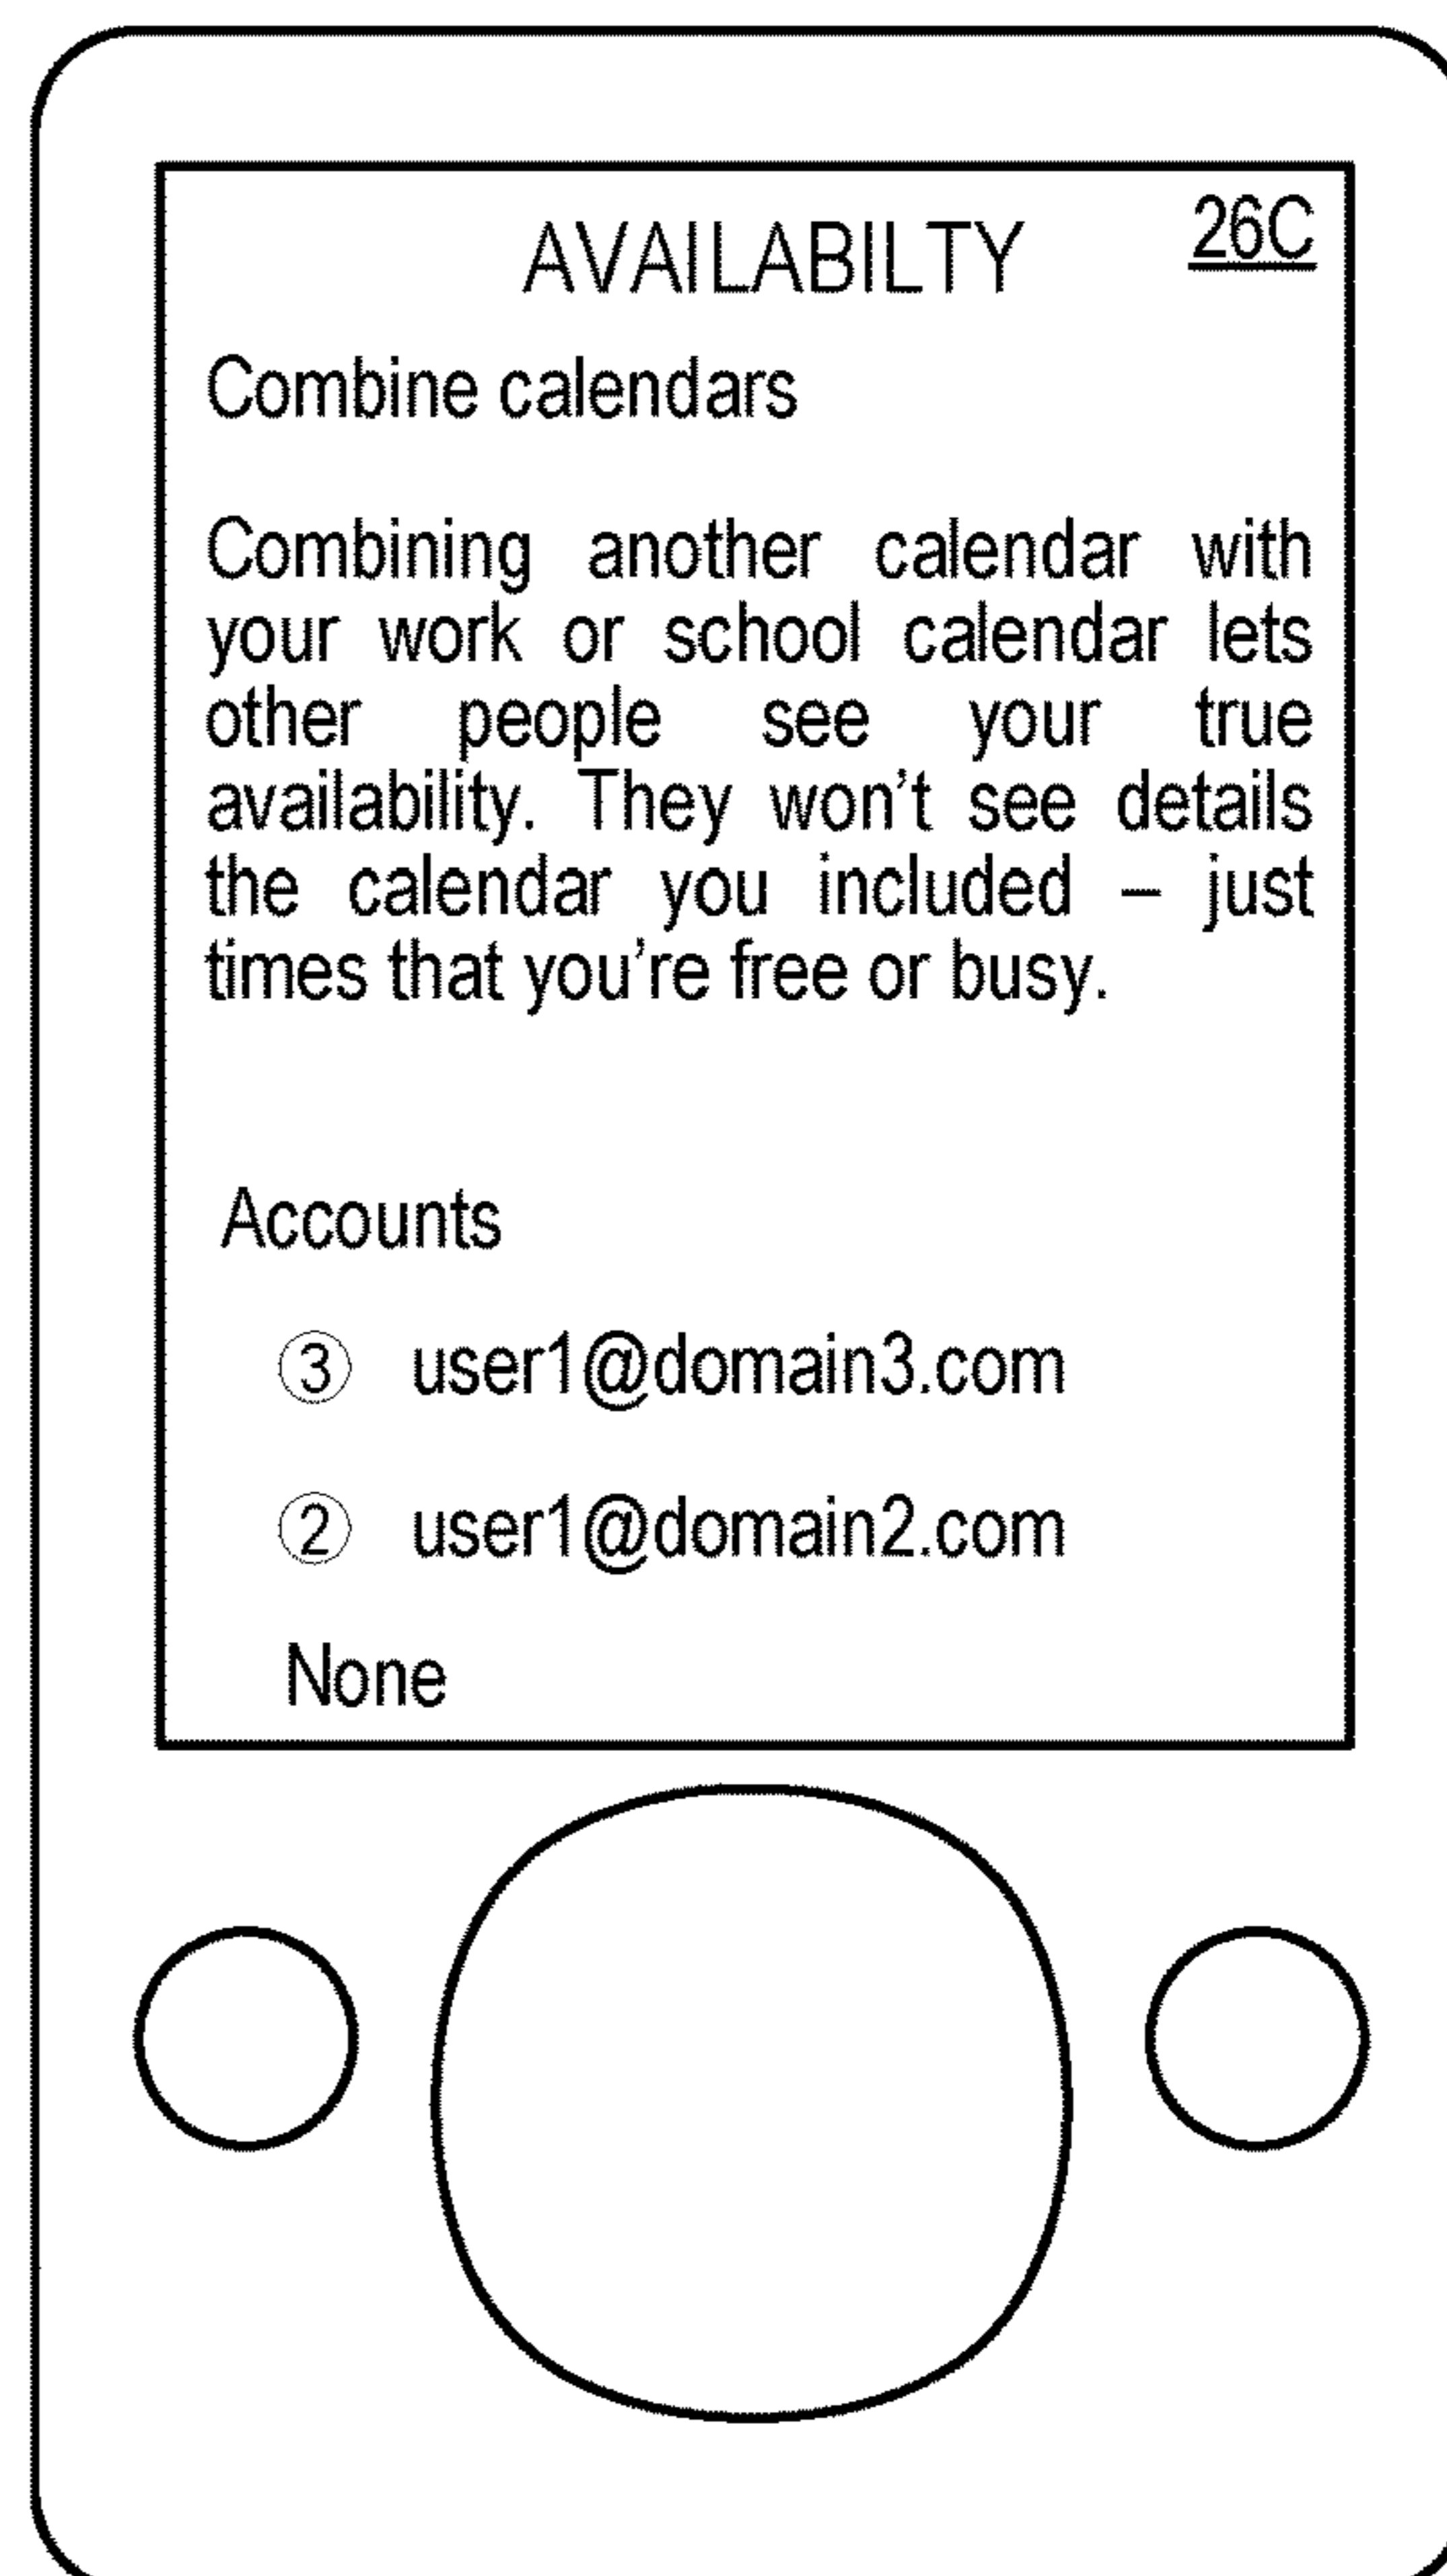 AVAILABILTY
26C
Combine calendars
Combining another calendar with
your work or school calendar lets
other people see your true
availability. They won't see details
the calendar you included – just
times that you're free or busy.
Accounts
3 user1@domain3.com
2 user1@domain2.com
None